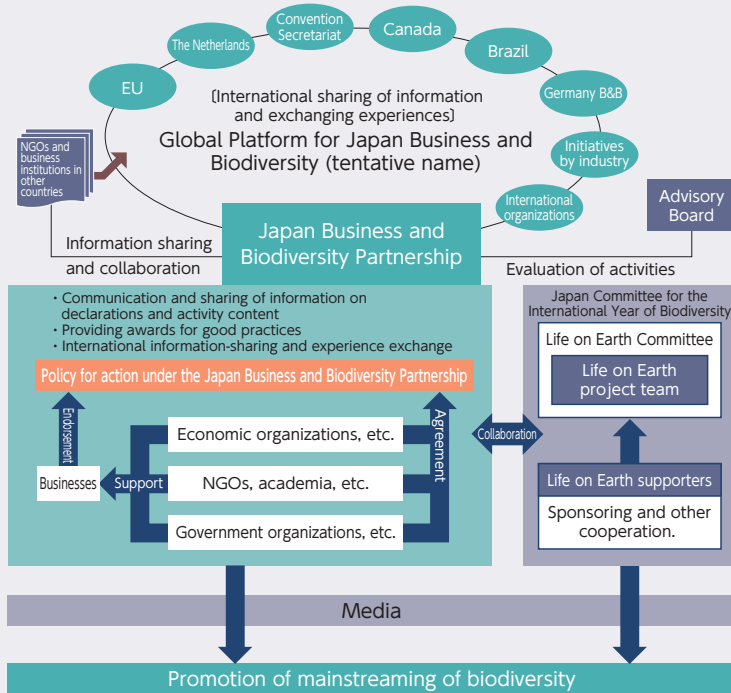 Convention
Secretariat
Canada
The Netherlands
Brazil
EU
Germany B&B
[International sharing of information
and exchanging experiences]
Global Platform for Japan Business and
Biodiversity (tentative name)
NGOs and
business
institutions in
other
countries
Initiatives
by industry
International
organizations
Advisory
Board
Japan Business and
Biodiversity Partnership
Information sharing
and collaboration
Evaluation of activities
・Communication and sharing of information on
declarations and activity content
・Providing awards for good practices
・International information-sharing and experience exchange
Policy for action under the Japan Business and Biodiversity Partnership
Endorsement
Agreement
Economic organizations, etc.
Businesses
Support
NGOs, academia, etc.
Government organizations, etc.
Collaboration
Japan Committee for the
International Year of Biodiversity
Life on Earth Committee
Life on Earth
project team
Life on Earth supporters
Sponsoring and other
cooperation.
Media
Promotion of mainstreaming of biodiversity